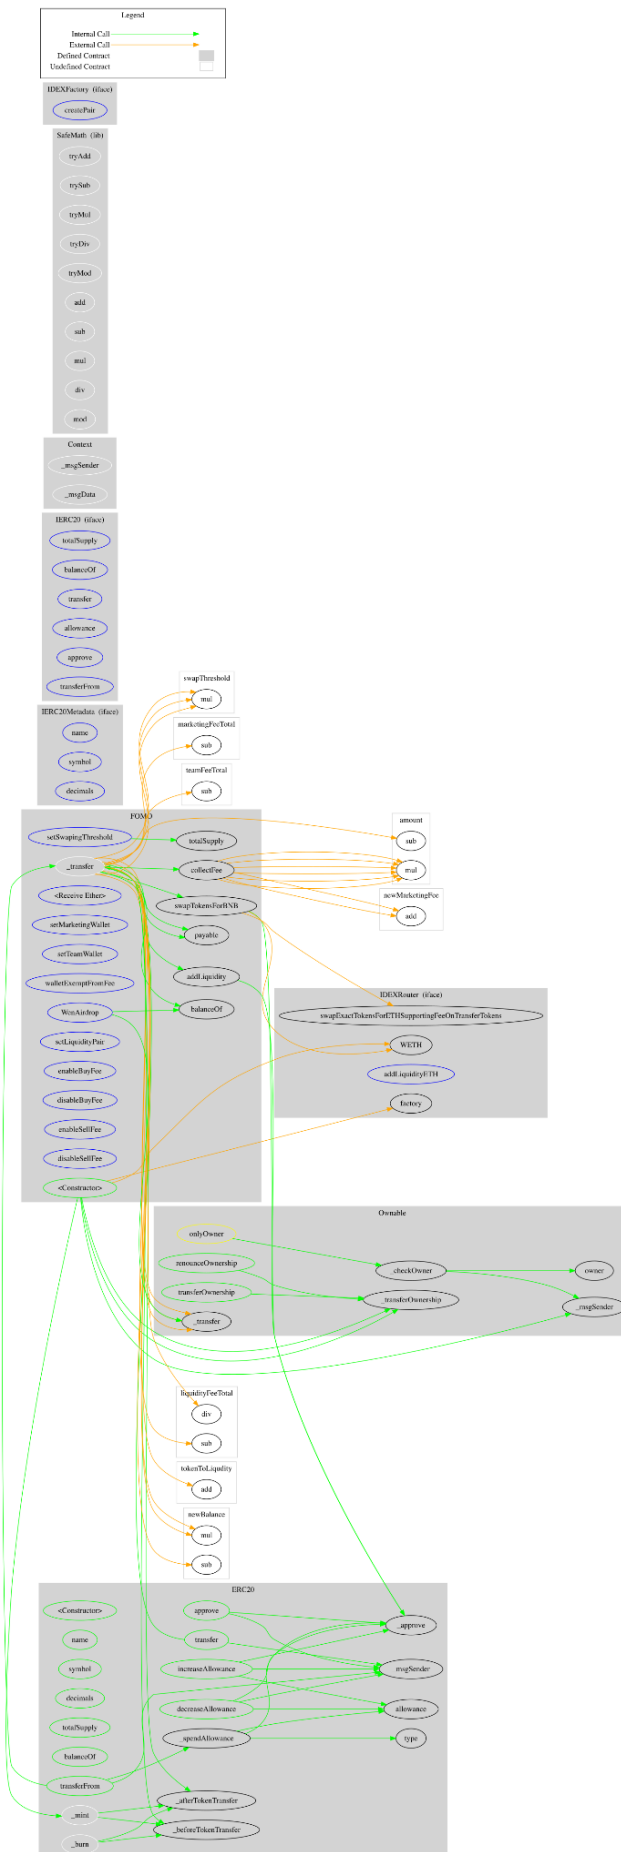 Legend
Internal Call
External Call
Defined Contract
Undefined Contract
IDEXFactory (iface)
createPair
SafeMath (lib)
tryAdd
trySub
tryMul
tryDiv
tryMod
add
sub
mul
div
mod
Context
_msgSender
_msgData
IERC20 (iface)
totalSupply
balanceOf
transfer
allowance
approve
transferFrom
IERC20Metadata (iface)
name
symbol
decimals
swapThreshold
mul
marketingFeeTotal
sub
teamFeeTotal
sub
FOMO
setSwapingThreshold
_transfer
<Receive Ether>
setMarketingWallet
setTeamWallet
walletExemptFromFee
WenAirdrop
setLiquidityPair
enableBuyFee
disableBuyFee
enableSellFee
disableSellFee
<Constructor>
totalSupply
collectFee
swapTokensForBNB
payable
addLiquidity
balanceOf
amount
sub
mul
newMarketingFee
add
IDEXRouter (iface)
swapExactTokensForETHSupportingFeeOnTransferTokens
WETH
addLiquidityETH
factory
Ownable
onlyOwner
renounceOwnership
transferOwnership
_transfer
_checkOwner
_transferOwnership
owner
_msgSender
liquidityFeeTotal
div
sub
tokenToLiqudity
add
newBalance
mul
sub
ERC20
<Constructor>
name
symbol
decimals
totalSupply
balanceOf
transferFrom
_mint
_burn
approve
transfer
increaseAllowance
decreaseAllowance
_spendAllowance
_afterTokenTransfer
_beforeTokenTransfer
_approve
_msgSender
allowance
type